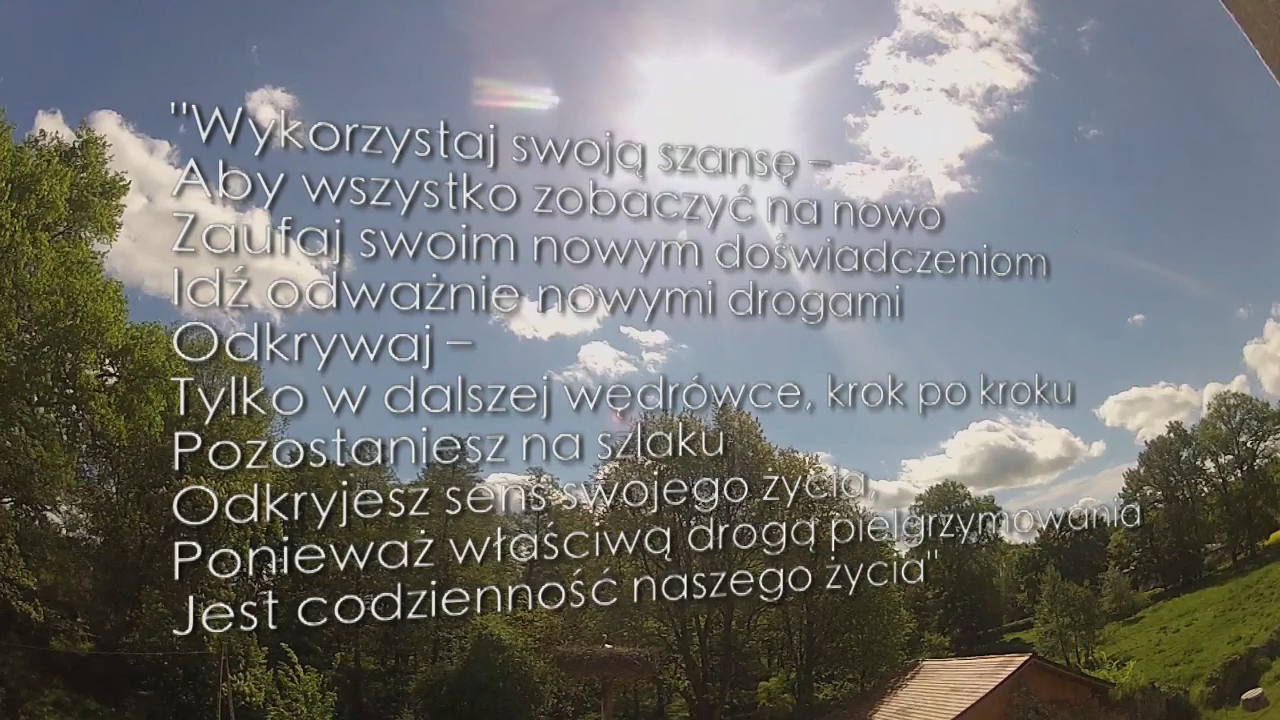 "Wykorzystaj swoją szansę –
Aby wszystko zobaczyć na nowo
Zaufaj swoim nowym doświadczeniom
Idź odważnie nowymi drogami
Odkrywaj –
Tylko w dalszej wędrówce, krok po kroku
Pozostaniesz na szlaku
Odkryjesz sens swojego życia,
Ponieważ właściwą drogą pielgrzymowania
Jest codzienność naszego życia"